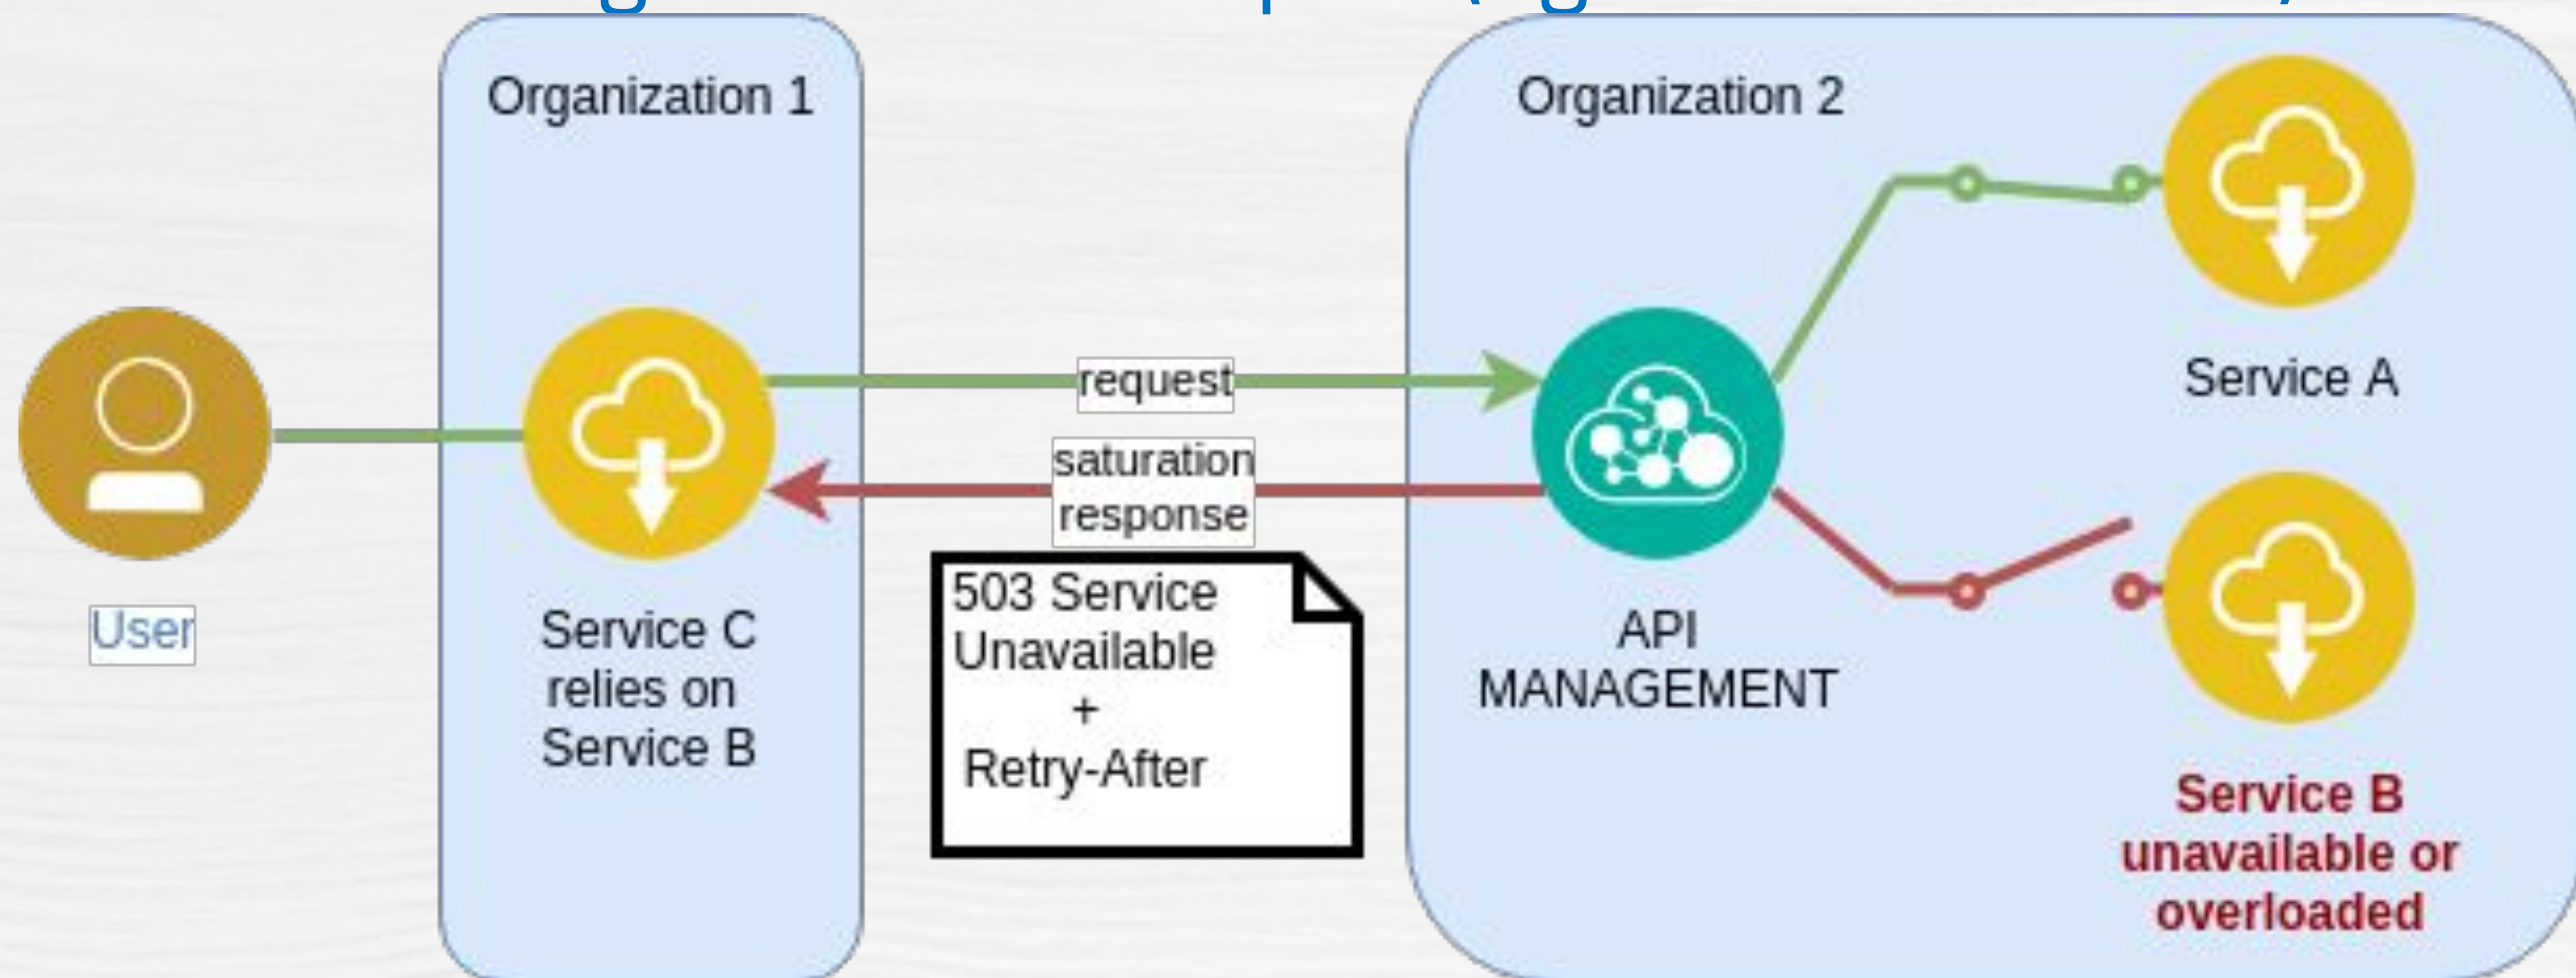 Organization 1
Organization 2
request
saturation
response
503 Service
Unavailable
+
Retry-After
User
Service C
relies on
Service B
API
MANAGEMENT
Service A
Service B
unavailable or
overloaded